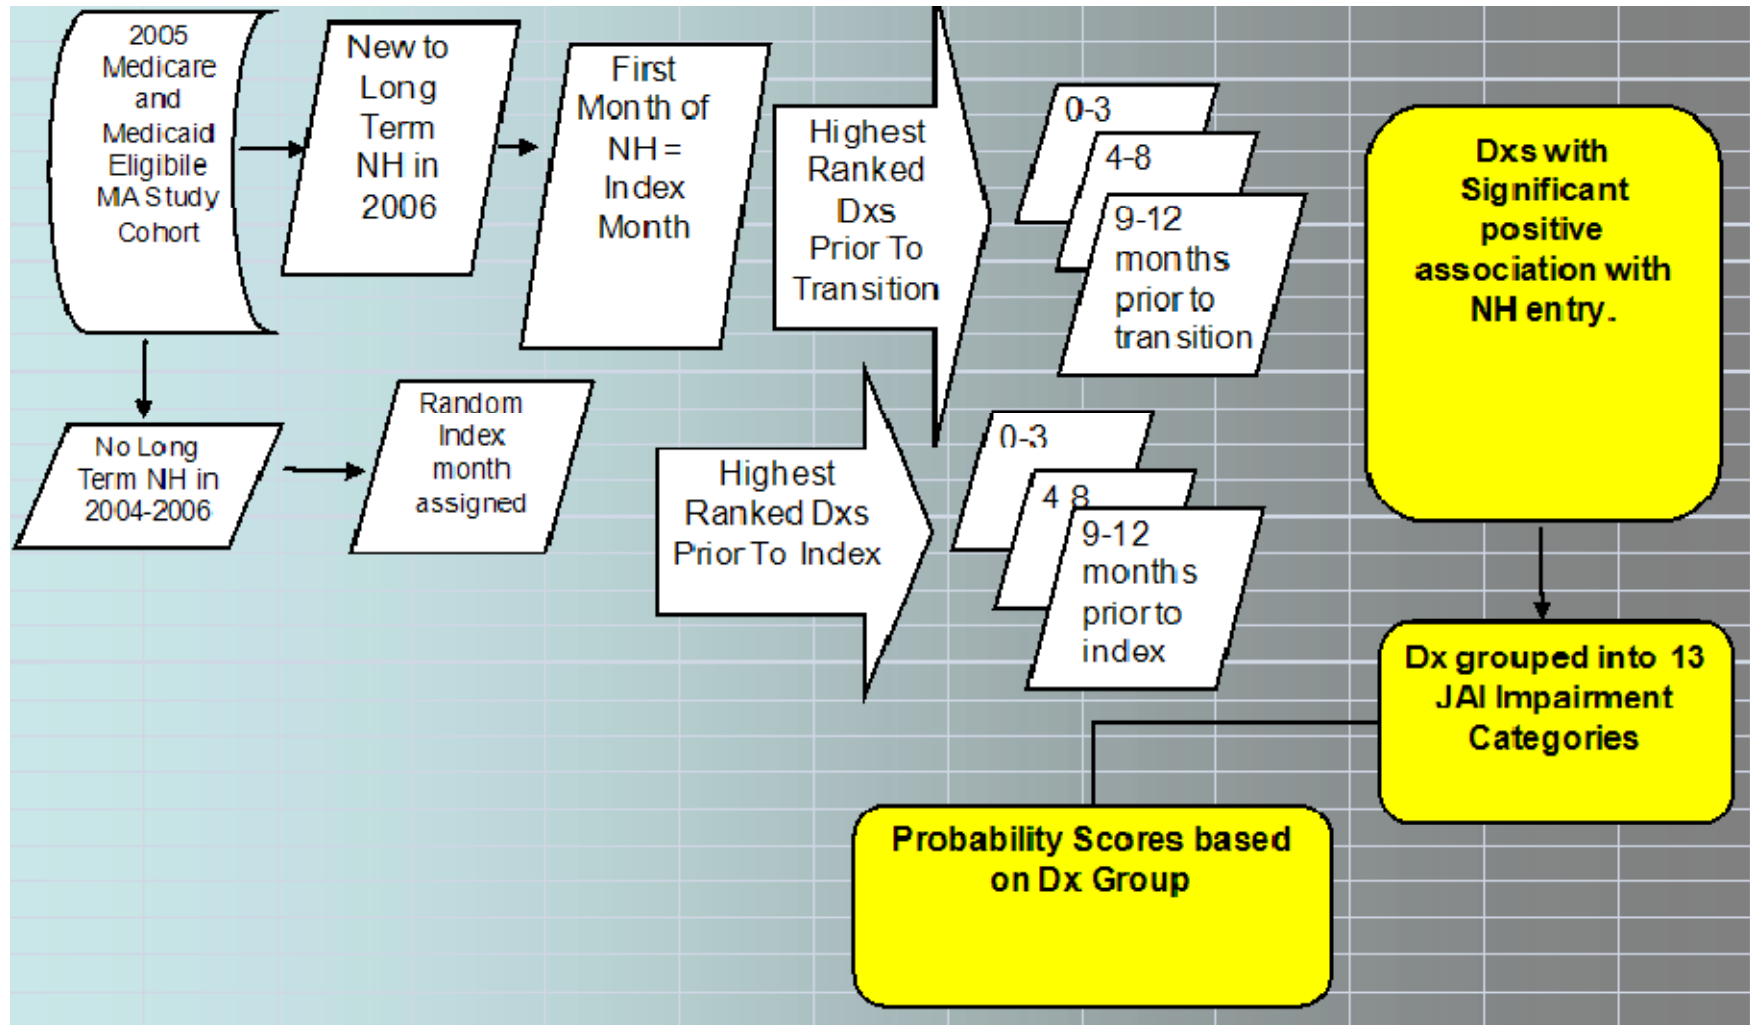 2005
Medicare
and
Medicaid
Eligibile
MA Study
Cohort
New to
Long
Term
NH in
2006
First
Month of
NH =
Index
Month
Highest
Ranked
Dxs
Prior To
Transition
0-3
4-8
9-12
months
prior to
transition
Dxs with
Significant
positive
association with
NH entry.
No Long
Term NH in
2004-2006
Random
Index
month
assigned
Highest
Ranked Dxs
Prior To Index
0-3
4 8
9-12
months
prior to
index
Dx grouped into 13
JAI Impairment
Categories
Probability Scores based
on Dx Group